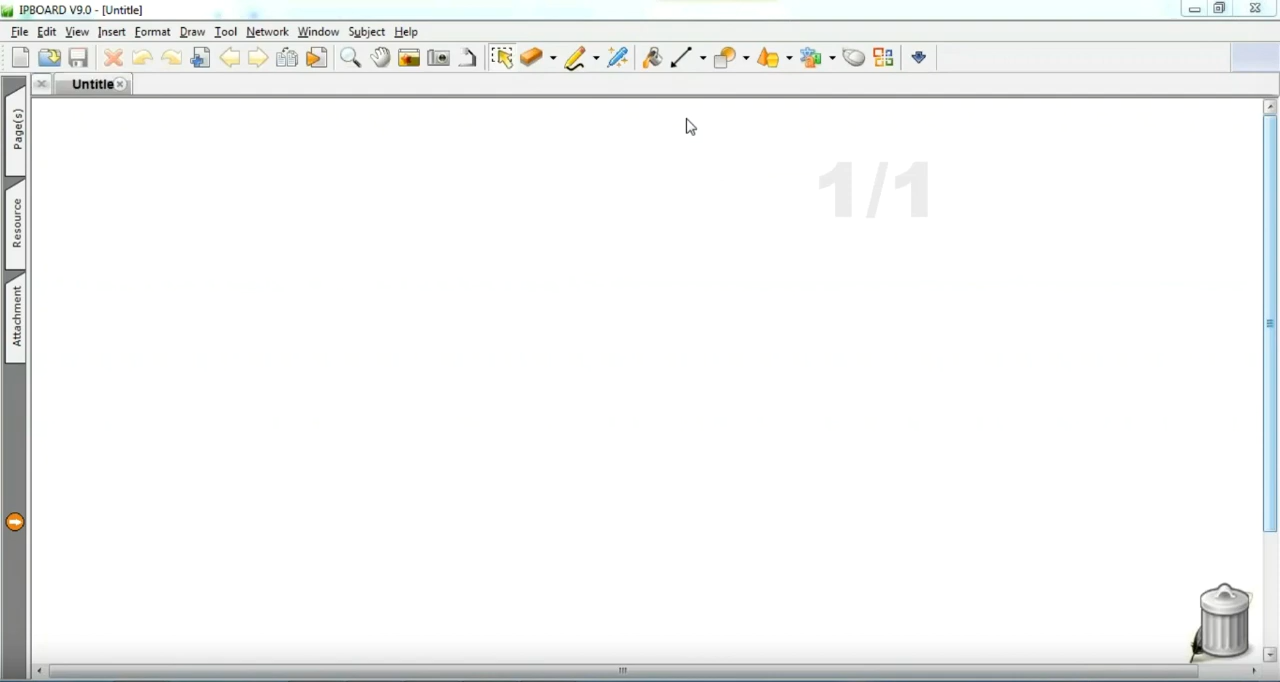 IPBOARD V9.0 - [Untitle]
File Edit View Insert Format Draw Tool Network Window Subject Help
Untitle
Page(s)
Resource
Attachment
1/1